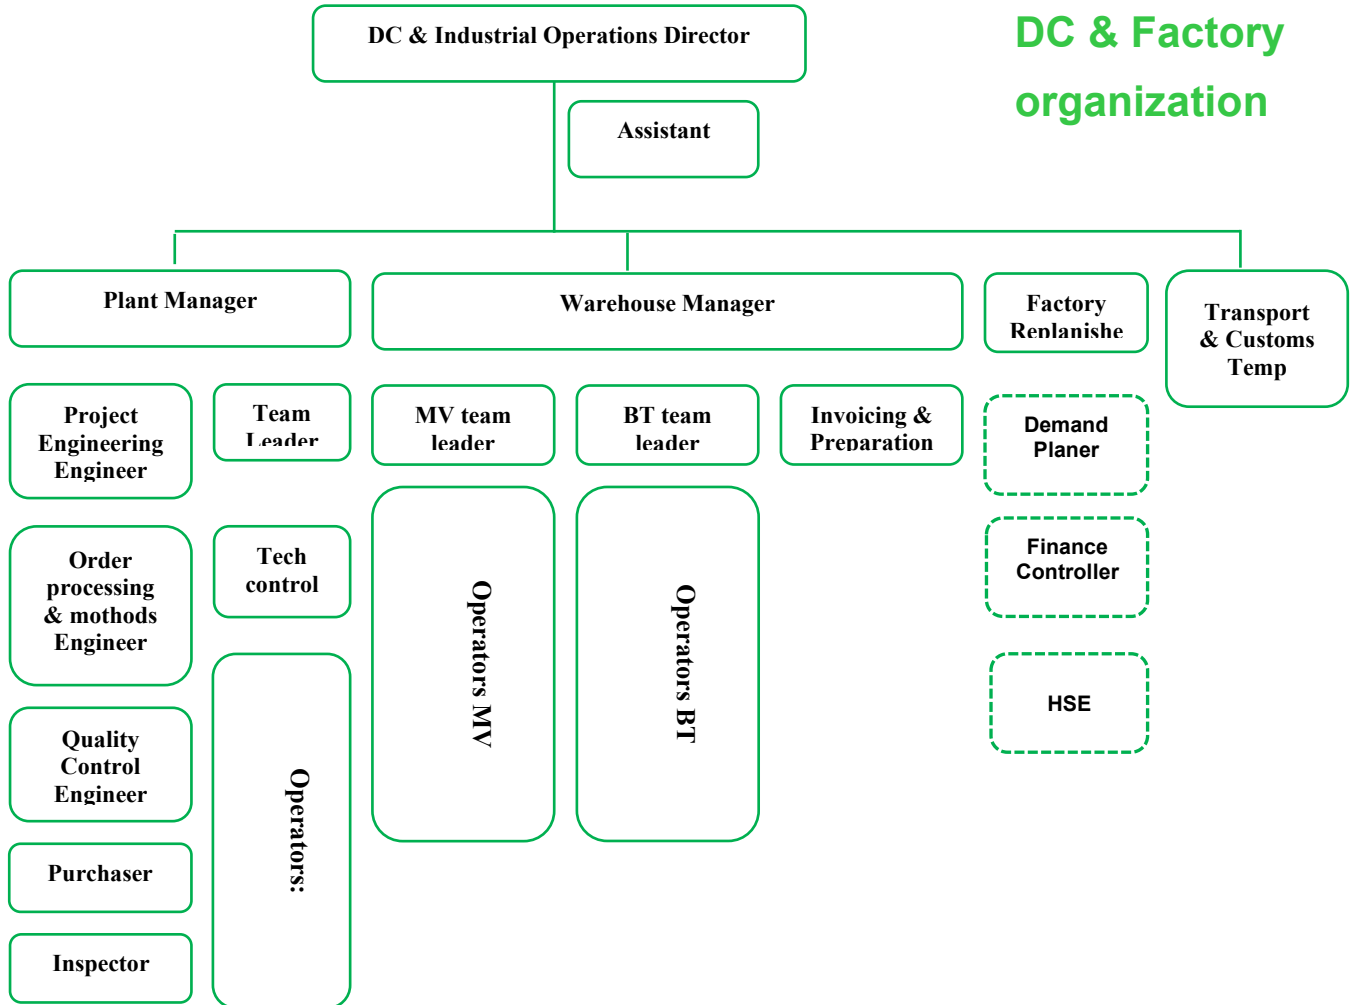 DC & Industrial Operations Director
DC & Factory
organization
Assistant
Plant Manager
Warehouse Manager
Factory
Replanishe
Transport
& Customs
Temp
Project
Engineering
Engineer
Team
Leader
MV team
leader
BT team
leader
Invoicing &
Preparation
Demand
Planer
Order
processing
& mothods
Engineer
Tech
control
Operators MV
Operators BT
Finance
Controller
Quality
Control
Engineer
Operators:
HSE
Purchaser
Inspector